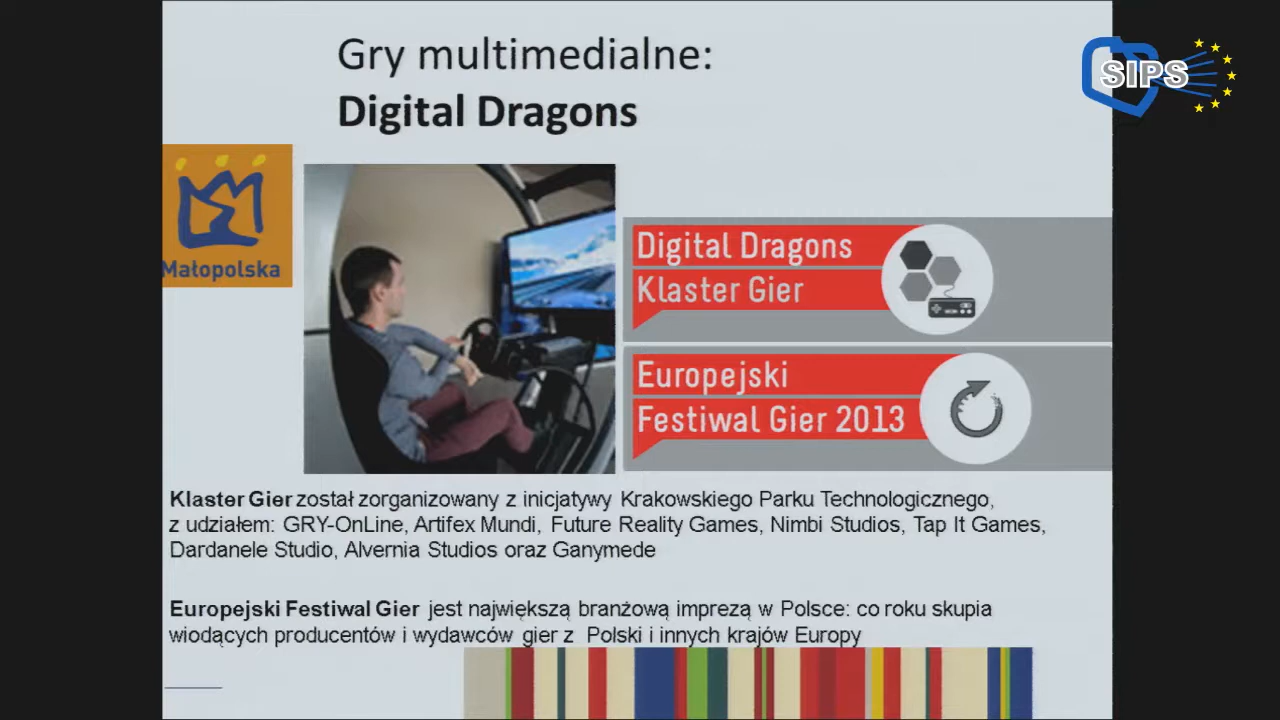 Gry multimedialne:
Digital Dragons
SIPS
Małopolska
Digital Dragons
Klaster Gier
Europejski
Festiwal Gier 2013
Klaster Gier został zorganizowany z inicjatywy Krakowskiego Parku Technologicznego,
z udziałem: GRY-OnLine, Artifex Mundi, Future Reality Games, Nimbi Studios, Tap It Games,
Dardanele Studio, Alvernia Studios oraz Ganymede
Europejski Festiwal Gier jest największą branżową imprezą w Polsce: co roku skupia
wiodących producentów i wydawców gier z Polski i innych krajów Europy